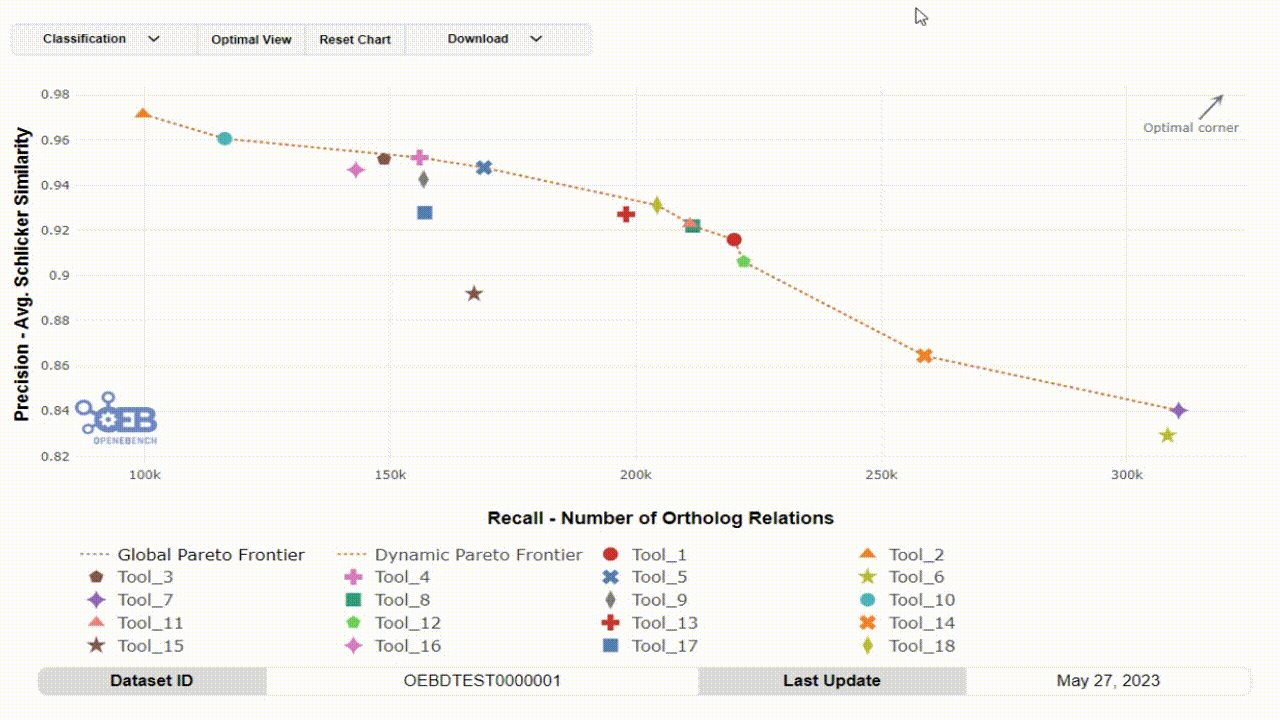 Classification Optimal View Reset Chart Download
0.98
Optimal corner
0.96
0.94
0.92
0.9
0.88
0.86
0.84
0.82
Precision - Avg. Schlicker Similarity
OEB
OPENEBENCH
100k 150k 200k 250k 300k
Recall - Number of Ortholog Relations
Global Pareto Frontier Dynamic Pareto Frontier Tool_1 Tool_2
Tool_3 Tool_4 Tool_5 Tool_6
Tool_7 Tool_8 Tool_9 Tool_10
Tool_11 Tool_12 Tool_13 Tool_14
Tool_15 Tool_16 Tool_17 Tool_18
Dataset ID OEBDTEST0000001 Last Update May 27, 2023